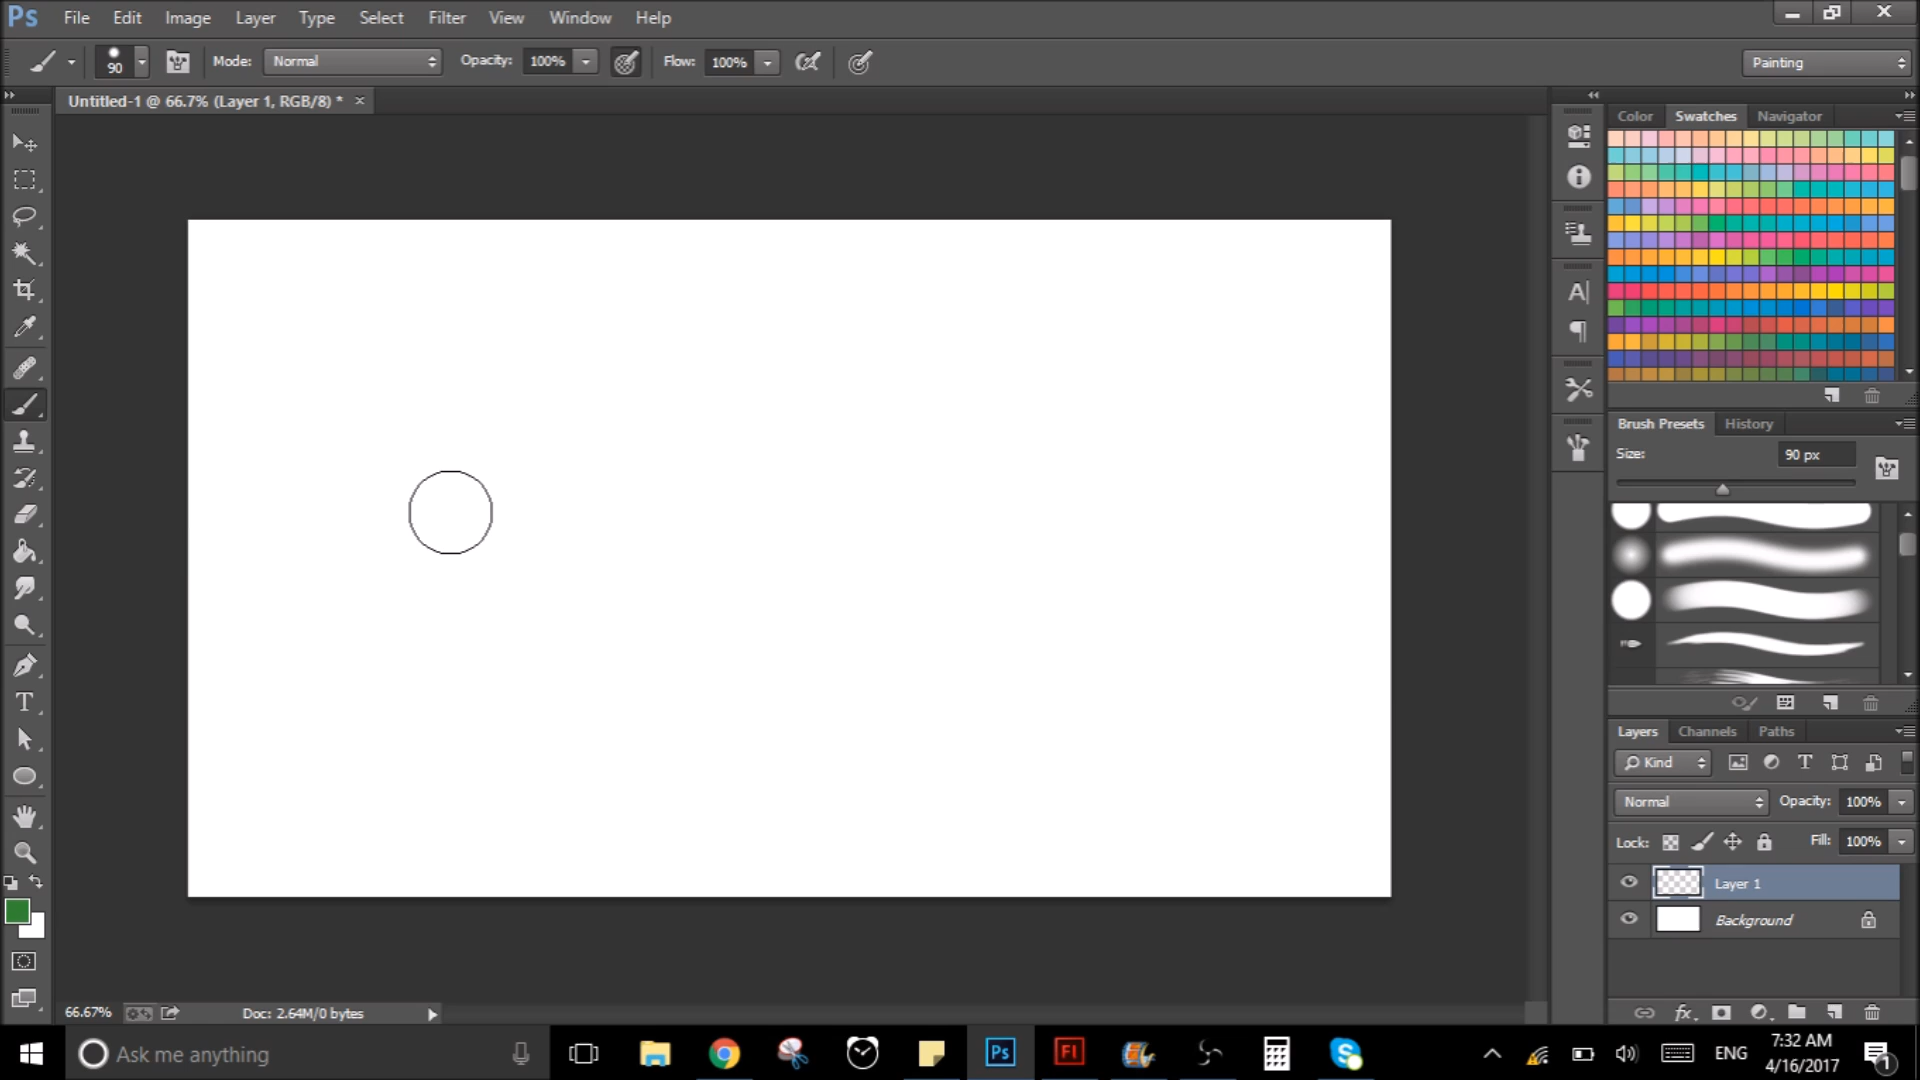 Ps File Edit Image Layer Type Select Filter View Window Help
90 Mode: Normal Opacity: 100% Flow: 100% Painting
Untitled-1 @ 66.7% (Layer 1, RGB/8) * ×
Color Swatches Navigator
Brush Presets History
Size: 90 px
Layers Channels Paths
Kind
Normal Opacity: 100%
Lock: Fill: 100%
Layer 1
Background
66.67% Doc: 2.64M/0 bytes
Ask me anything
Ps Fl
ENG
7:32 AM
4/16/2017
1